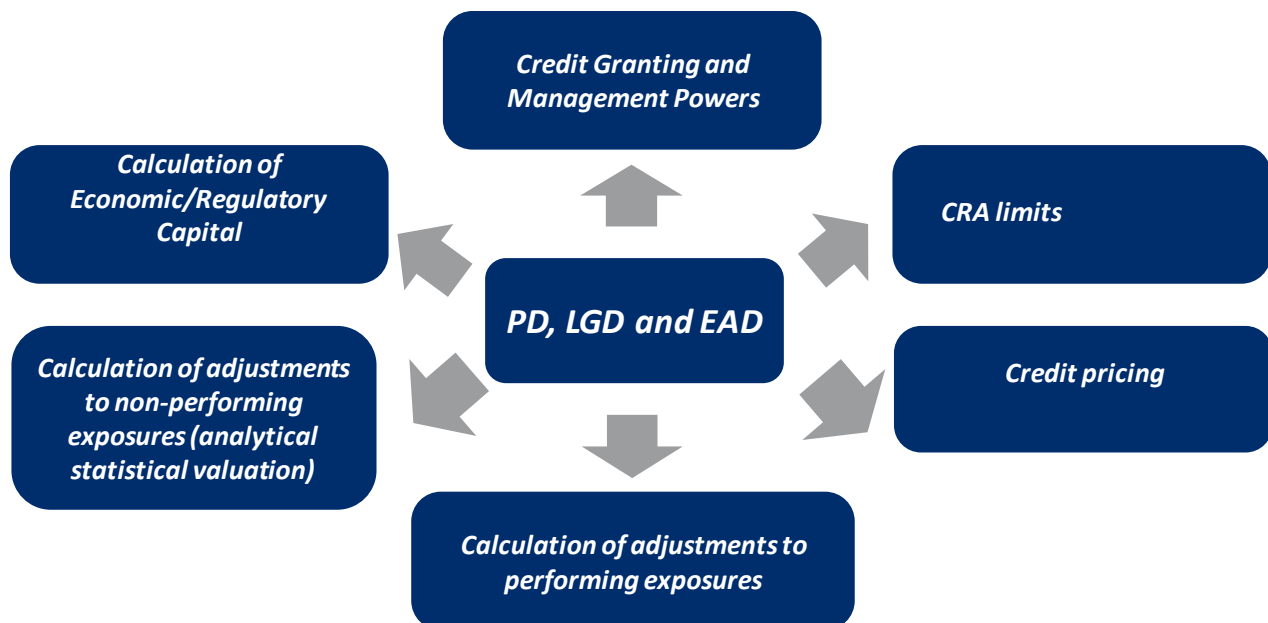 Credit Granting and
Management Powers
Calculation of
Economic/Regulatory
Capital
CRA limits
PD, LGD and EAD
Calculation of adjustments
to non-performing
exposures (analytical
statistical valuation)
Credit pricing
Calculation of adjustments to
performing exposures